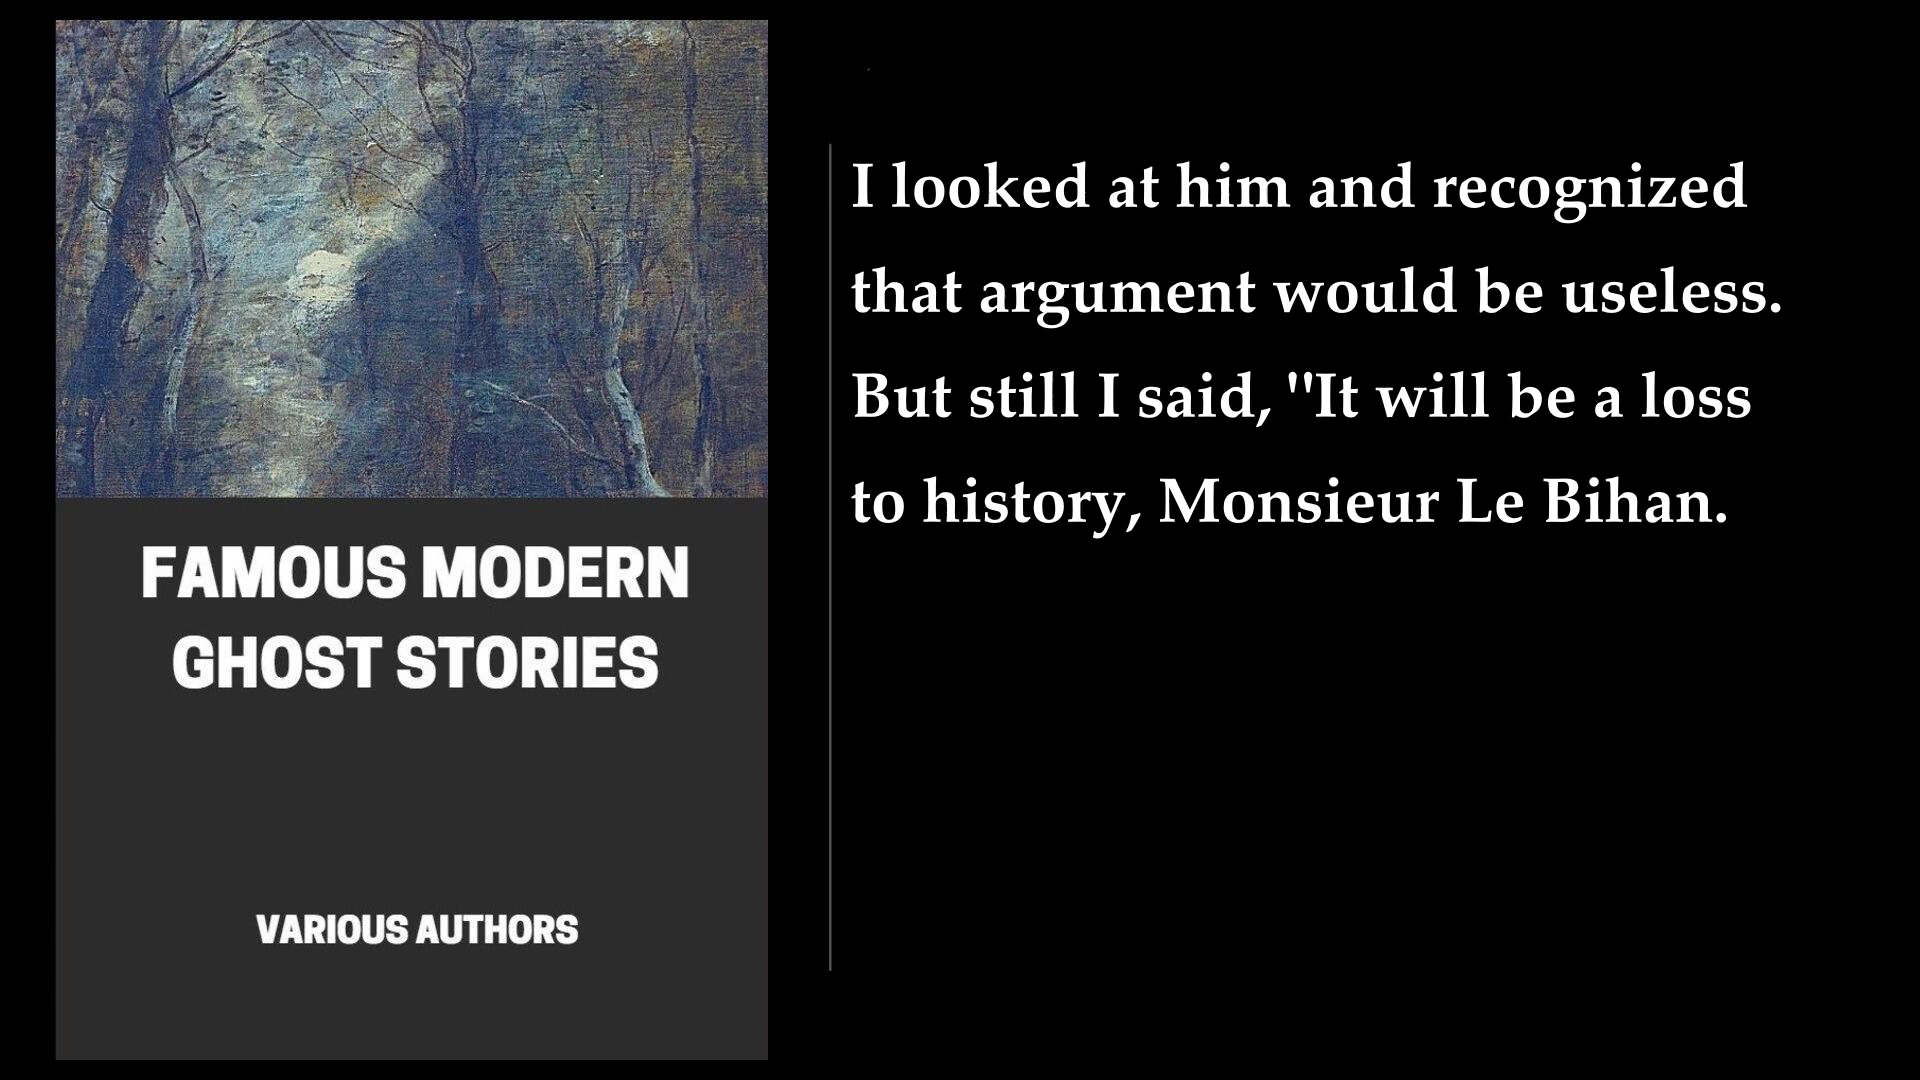 FAMOUS MODERN
GHOST STORIES
VARIOUS AUTHORS
I looked at him and recognized
that argument would be useless.
But still I said, "It will be a loss
to history, Monsieur Le Bihan.